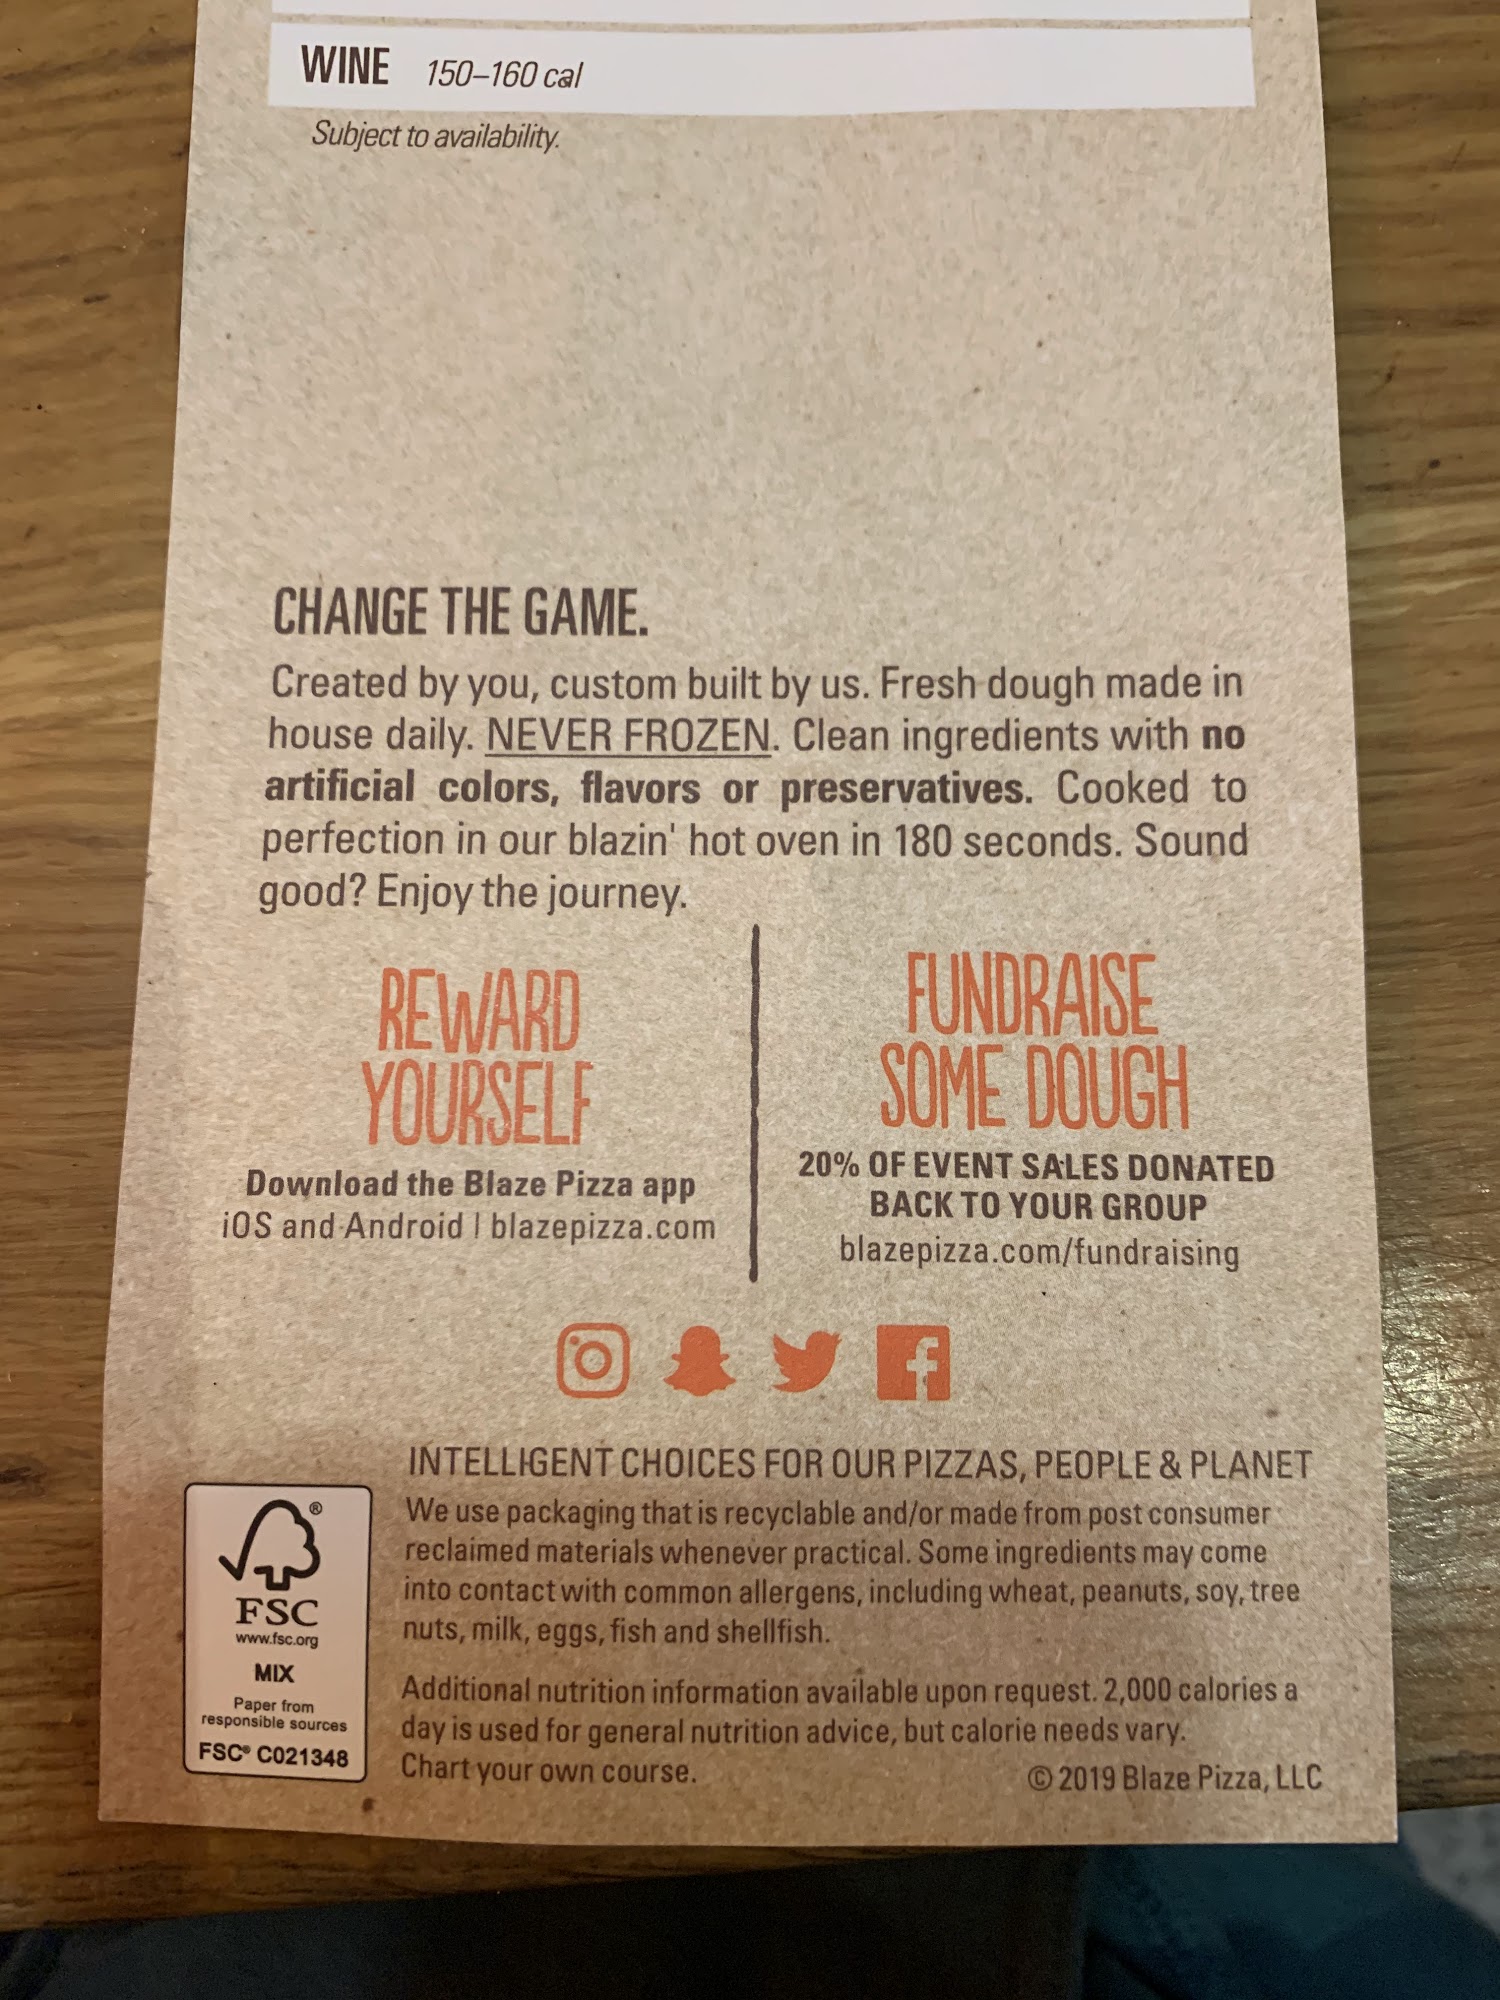 WINE 150–160 cal
Subject to availability.
CHANGE THE GAME.
Created by you, custom built by us. Fresh dough made in
house daily. NEVER FROZEN. Clean ingredients with no
artificial colors, flavors or preservatives. Cooked to
perfection in our blazin' hot oven in 180 seconds. Sound
good? Enjoy the journey.
REWARD
YOURSELF
Download the Blaze Pizza app
iOS and Android | blazepizza.com
FUNDRAISE
SOME DOUGH
20% OF EVENT SALES DONATED
BACK TO YOUR GROUP
blazepizza.com/fundraising
INTELLIGENT CHOICES FOR OUR PIZZAS, PEOPLE & PLANET
We use packaging that is recyclable and/or made from post consumer
reclaimed materials whenever practical. Some ingredients may come
into contact with common allergens, including wheat, peanuts, soy, tree
nuts, milk, eggs, fish and shellfish.
Additional nutrition information available upon request. 2,000 calories a
day is used for general nutrition advice, but calorie needs vary.
Chart your own course.
© 2019 Blaze Pizza, LLC
®
FSC
www.fsc.org
MIX
Paper from
responsible sources
FSC® C021348